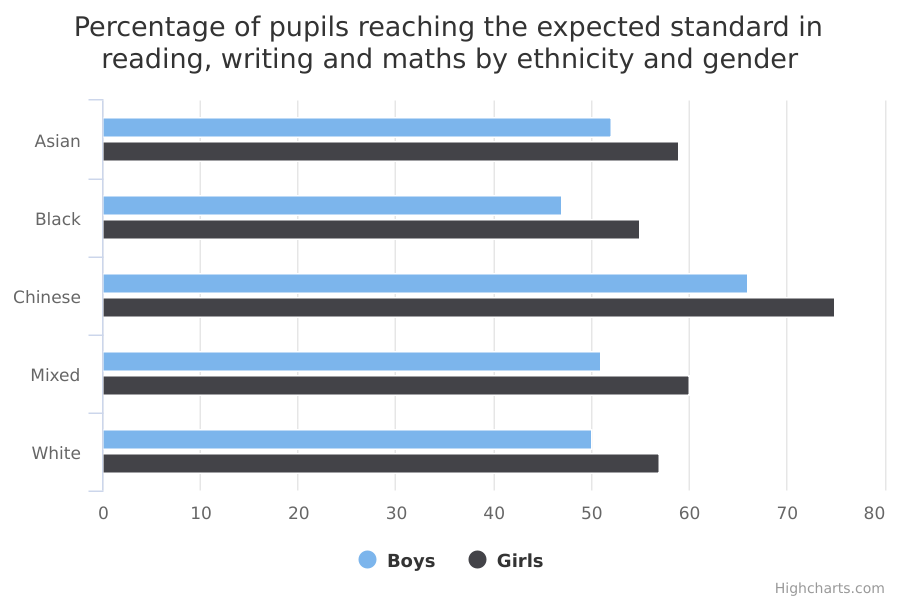 Percentage of pupils reaching the expected standard in
reading, writing and maths by ethnicity and gender
Asian
Black
Chinese
Mixed
White
0 10 20 30 40 50 60 70 80
Boys Girls
Highcharts.com